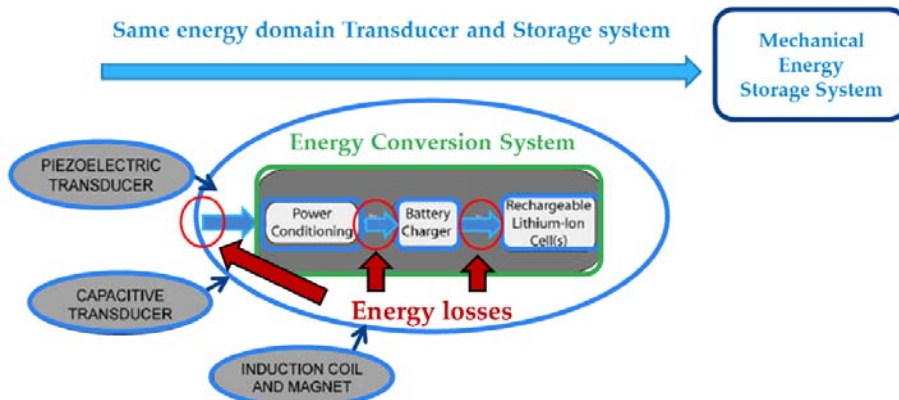 Same energy domain Transducer and Storage system
Mechanical
Energy
Storage System
Energy Conversion System
PIEZOELECTRIC
TRANSDUCER
Power
Conditioning
Battery
Charger
Rechargeable
Lithium-Ion
Cell(s)
CAPACITIVE
TRANSDUCER
Energy losses
INDUCTION COIL
AND MAGNET